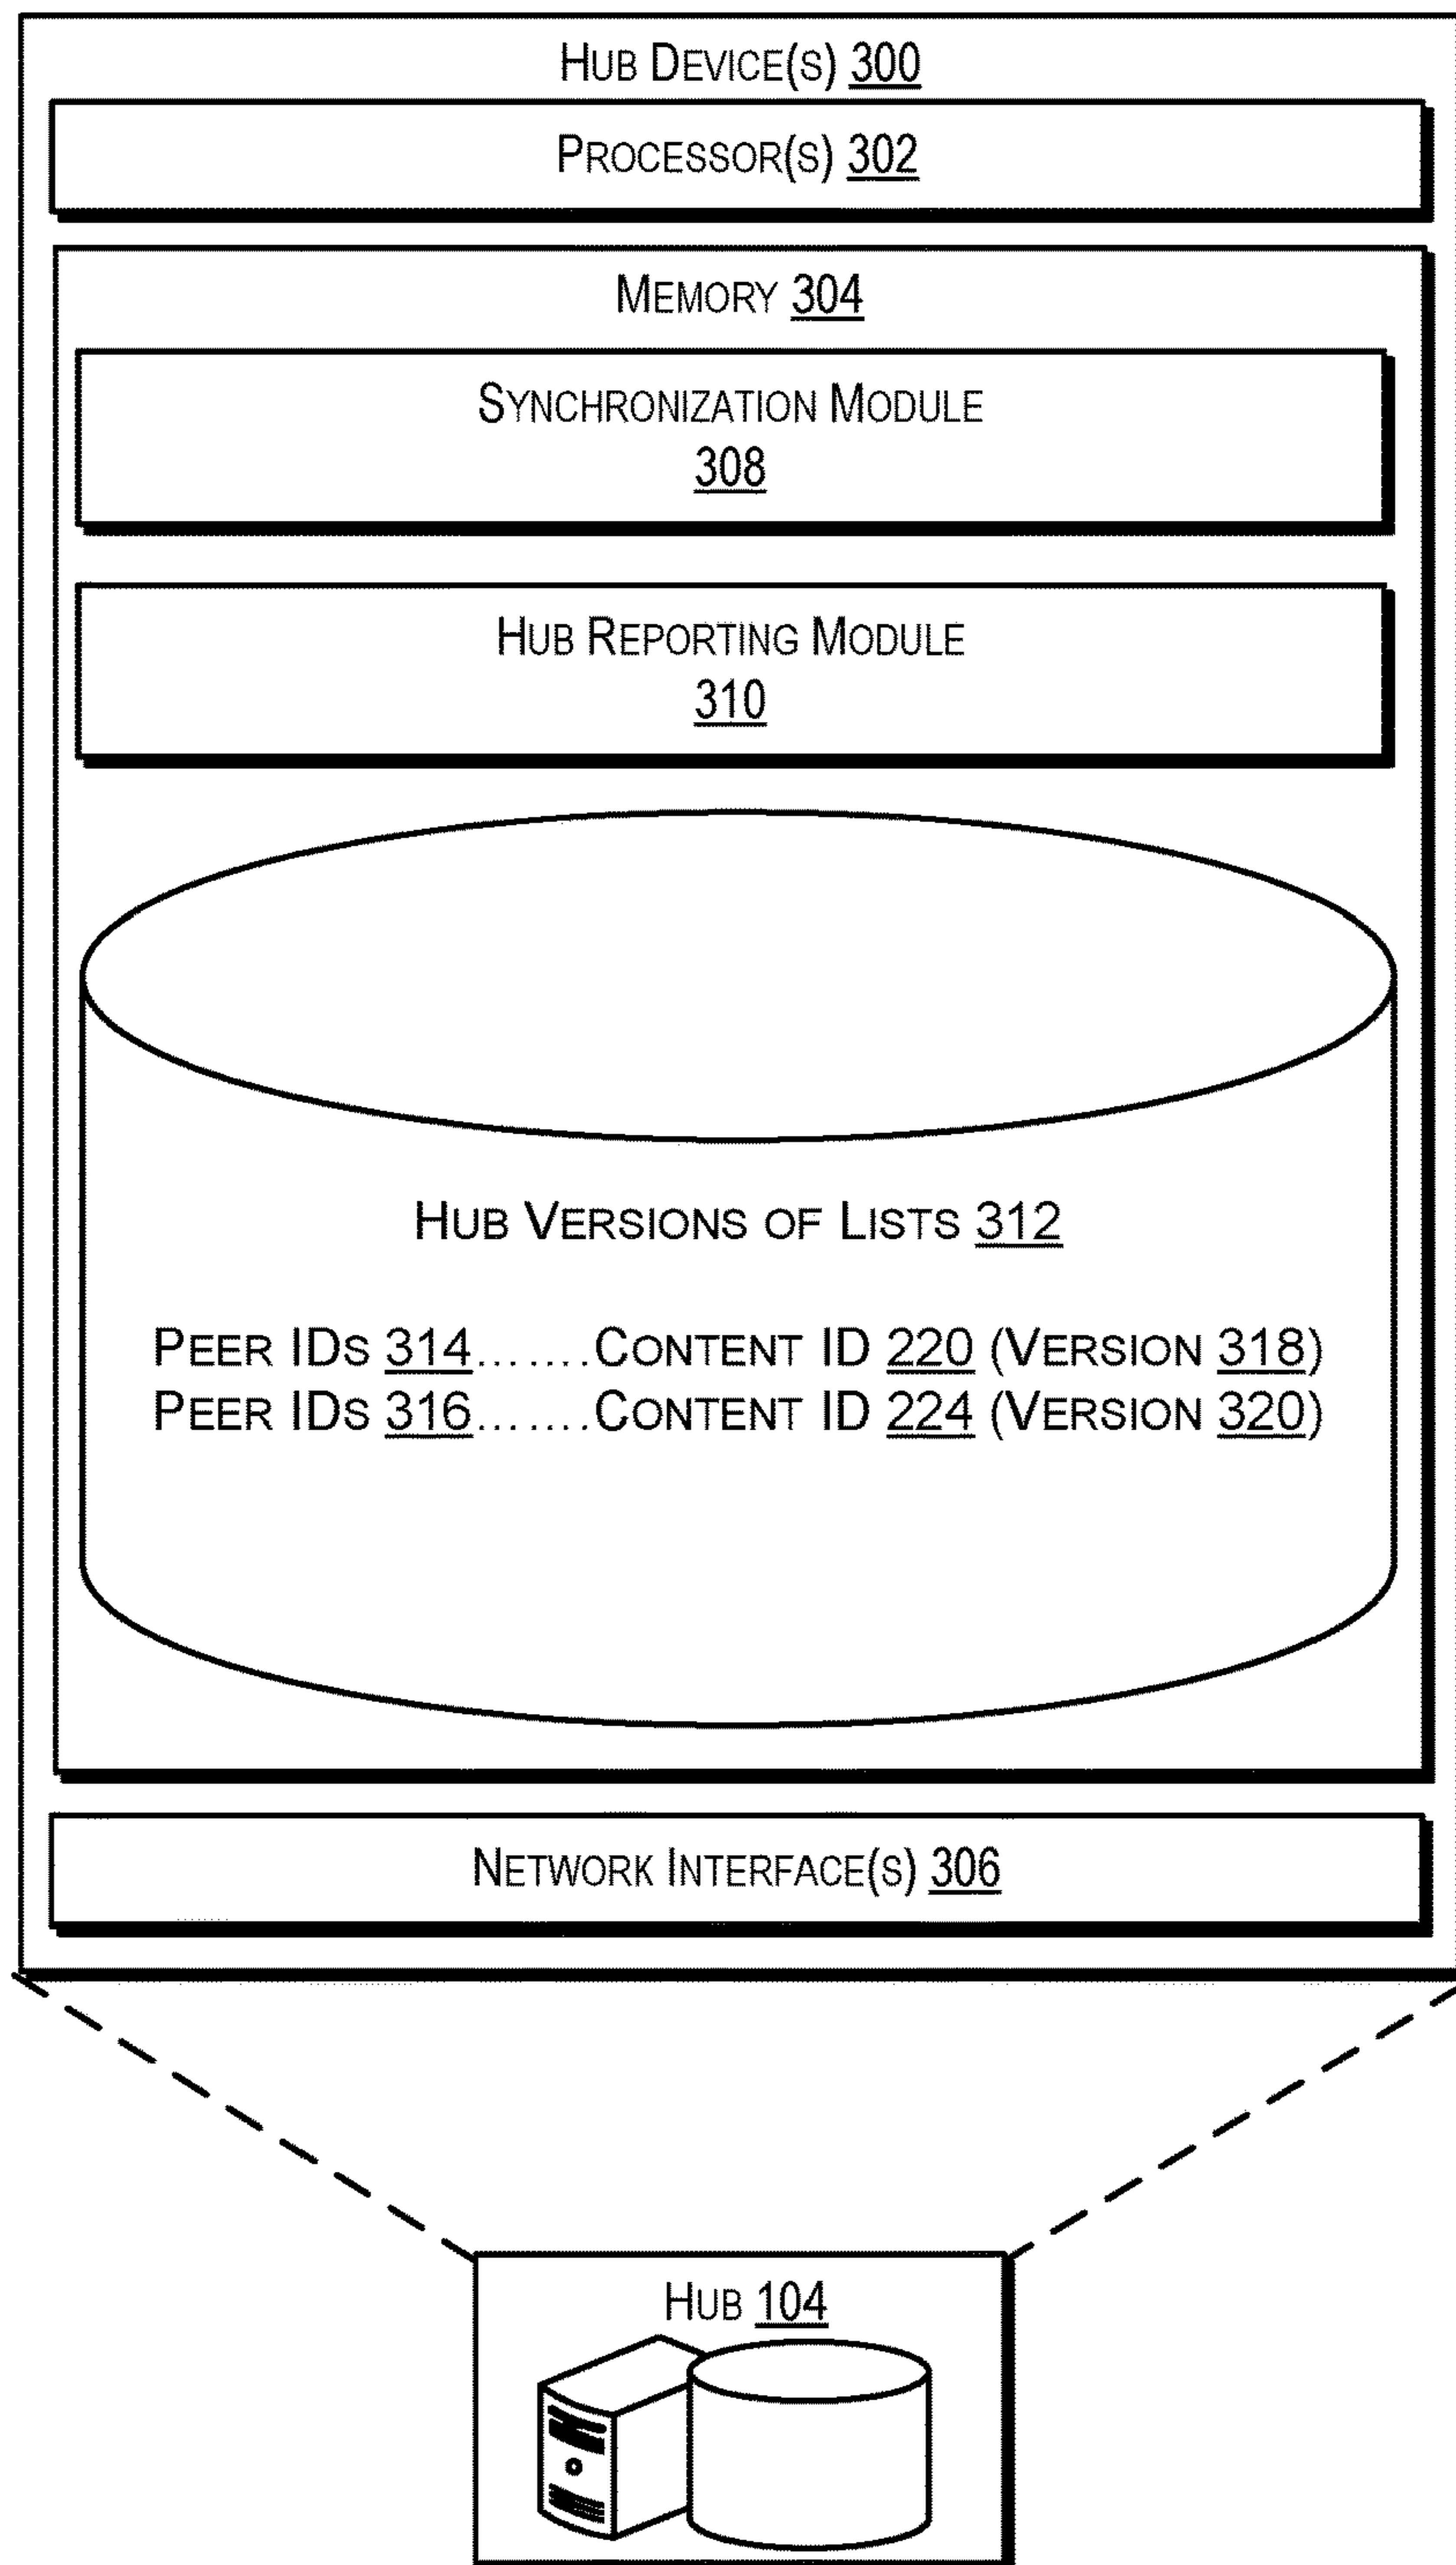 HUB DEVICE(S) 300
PROCESSOR(S) 302
MEMORY 304
SYNCHRONIZATION MODULE
308
HUB REPORTING MODULE
310
HUB VERSIONS OF LISTS 312
PEER IDS 314.......CONTENT ID 220 (VERSION 318)
PEER IDS 316.......CONTENT ID 224 (VERSION 320)
NETWORK INTERFACE(S) 306
HUB 104